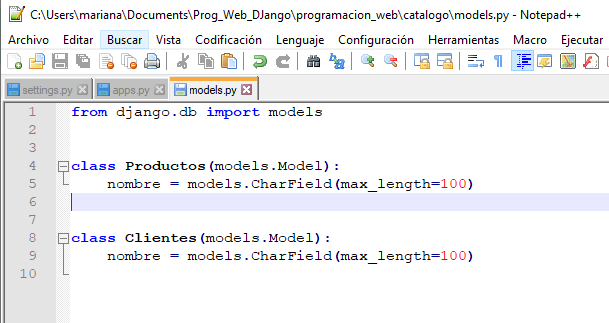 C:\Users\mariana\Documents\Prog_Web_DJango\programacion_web\catalogo\models.py - Notepad++
Archivo Editar Buscar Vista Codificación Lenguaje Configuración Herramientas Macro Ejecutar
settings.py apps.py models.py
1 from django.db import models
2
3
4 class Productos(models.Model):
5 nombre = models.CharField(max_length=100)
6
7
8 class Clientes(models.Model):
9 nombre = models.CharField(max_length=100)
10